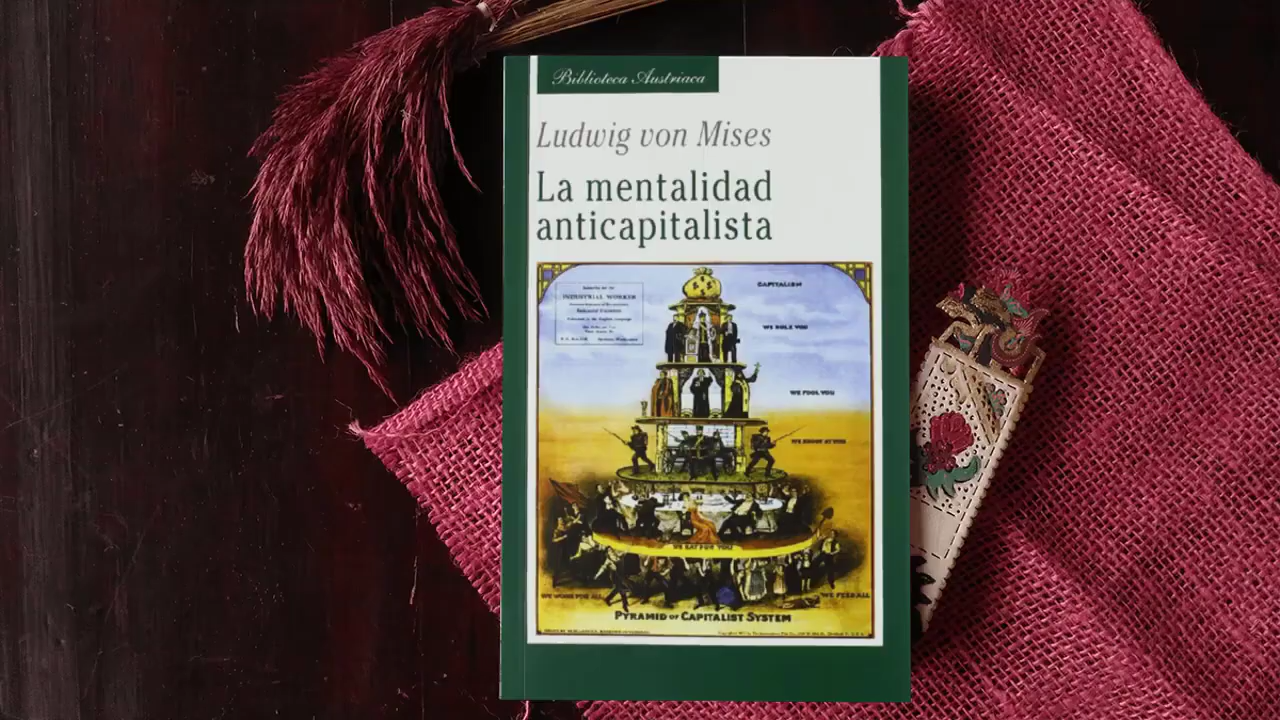 Biblioteca Austriaca
Ludwig von Mises
La mentalidad
anticapitalista
INDUSTRIAL WORKER
CAPITALISM
WE RULE YOU
WE FOOL YOU
WE SHOOT AT YOU
WE EAT FOR YOU
WE WORK FOR ALL
WE FEED ALL
PYRAMID OF CAPITALIST SYSTEM